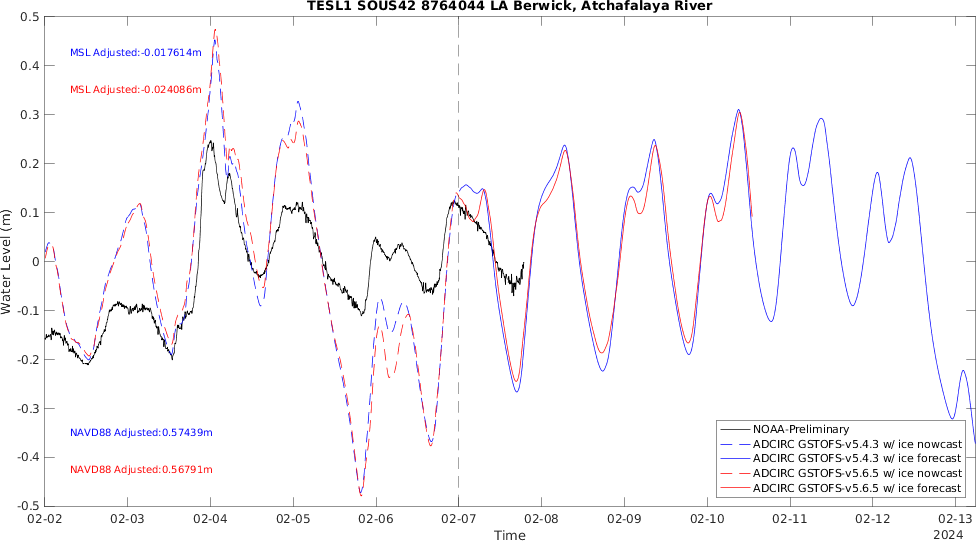 TESL1 SOUS42 8764044 LA Berwick, Atchafalaya River
Water Level (m)
0.5
0.4
0.3
0.2
0.1
0
-0.1
-0.2
-0.3
-0.4
-0.5
MSL Adjusted:-0.017614m
MSL Adjusted:-0.024086m
NAVD88 Adjusted:0.57439m
NAVD88 Adjusted:0.56791m
NOAA-Preliminary
ADCIRC GSTOFS-v5.4.3 w/ ice nowcast
ADCIRC GSTOFS-v5.4.3 w/ ice forecast
ADCIRC GSTOFS-v5.6.5 w/ ice nowcast
ADCIRC GSTOFS-v5.6.5 w/ ice forecast
02-02 02-03 02-04 02-05 02-06 02-07 02-08 02-09 02-10 02-11 02-12 02-13
Time
2024